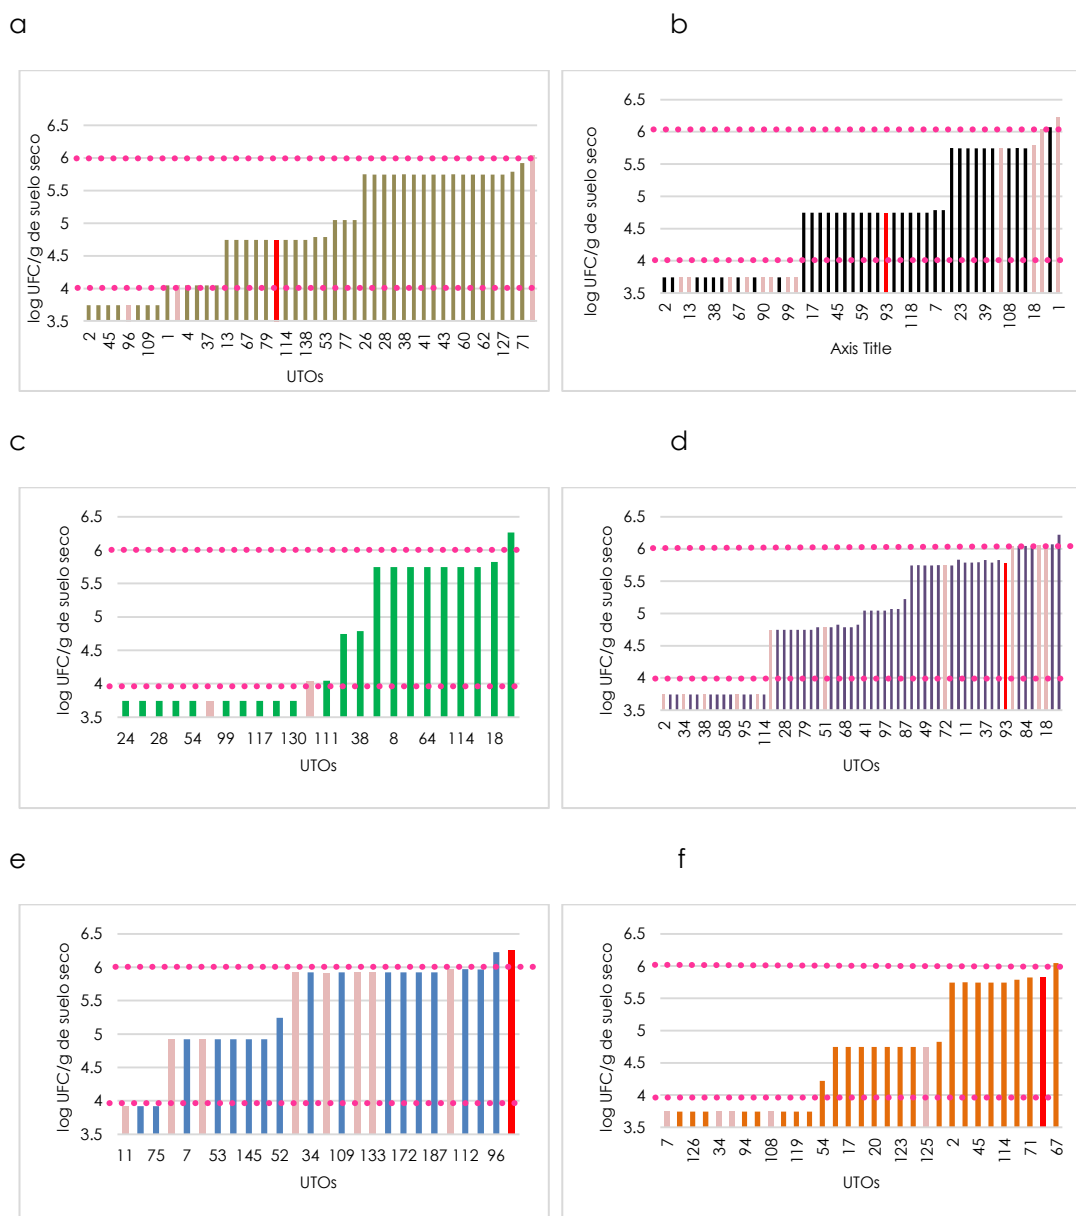 a
b
log UFC/g de suelo seco
6.5
6
5.5
5
4.5
4
3.5
2 45 96 109 1 4 37 13 67 79 114 138 53 77 26 28 38 41 43 60 62 127 71
UTOs
log UFC/g de suelo seco
6.5
6
5.5
5
4.5
4
3.5
2 13 38 67 90 99 17 45 59 93 118 7 23 39 108 18 1
Axis Title
c
d
log UFC/g de suelo seco
6.5
6
5.5
5
4.5
4
3.5
24 28 54 99 117 130 111 38 8 64 114 18
UTOs
log UFC/g de suelo seco
6.5
6
5.5
5
4.5
4
3.5
2 34 38 58 95 114 28 79 51 68 41 97 87 49 72 11 37 93 84 18
UTOs
e
f
log UFC/g de suelo seco
6.5
6
5.5
5
4.5
4
3.5
11 75 7 53 145 52 34 109 133 172 187 112 96
UTOs
log UFC/g de suelo seco
6.5
6
5.5
5
4.5
4
3.5
7 126 34 94 108 119 54 17 20 123 125 2 45 114 71 67
UTOs